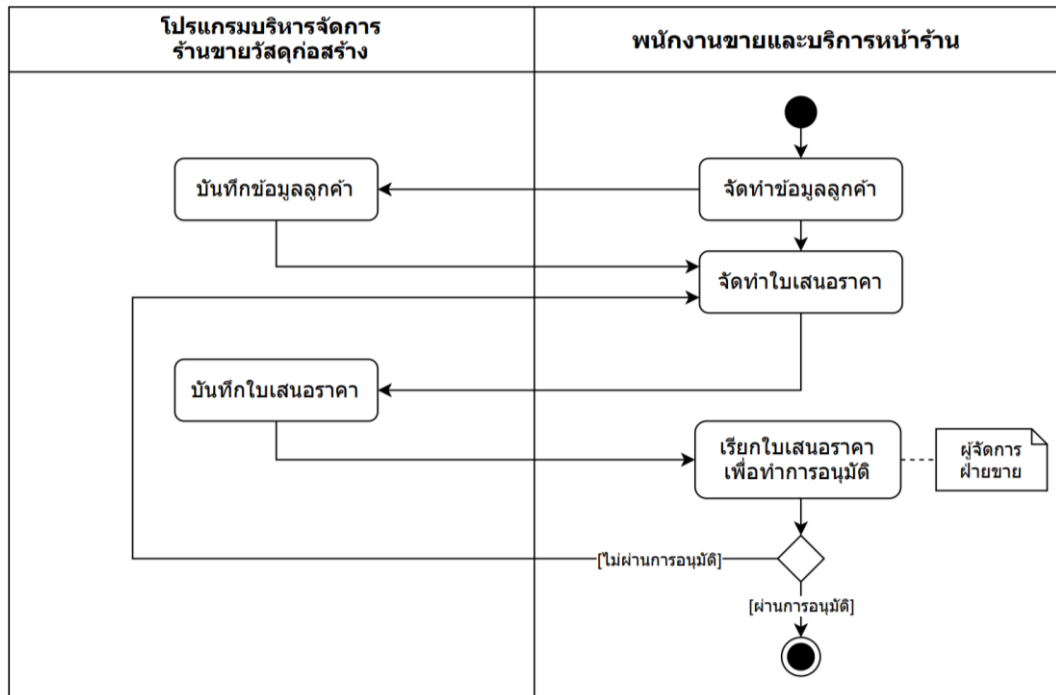 โปรแกรมบริหารจัดการ
ร้านขายวัสดุก่อสร้าง
พนักงานขายและบริการหน้าร้าน
บันทึกข้อมูลลูกค้า
จัดทำข้อมูลลูกค้า
จัดทำใบเสนอราคา
บันทึกใบเสนอราคา
เรียกใบเสนอราคา
เพื่อทำการอนุมัติ
ผู้จัดการ
ฝ่ายขาย
[ไม่ผ่านการอนุมัติ]
[ผ่านการอนุมัติ]